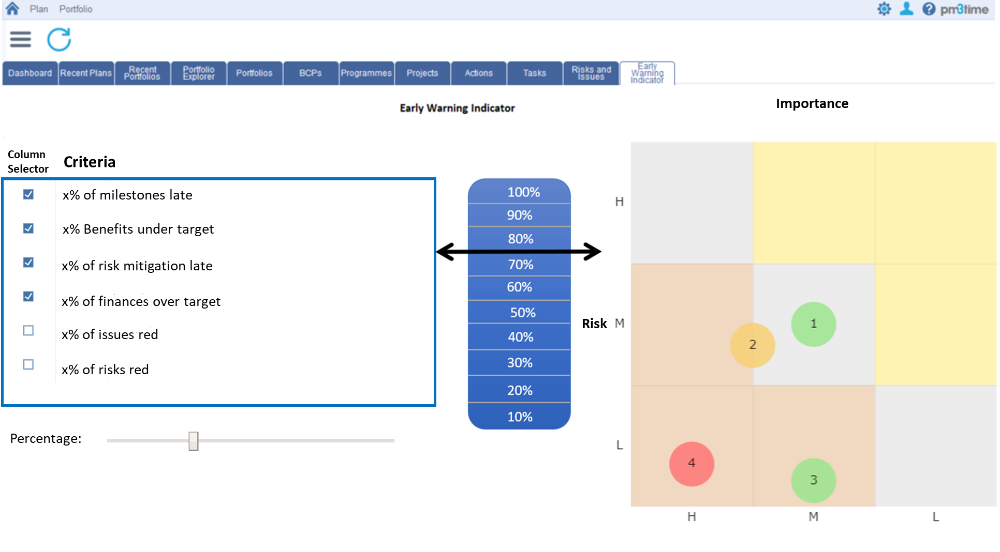 Plan Portfolio
pm3time
Dashboard
Recent Plans
Recent
Portfolios
Portfolio
Explorer
Portfolios
BCPs
Programmes
Projects
Actions
Tasks
Risks and
Issues
Early
Warning
Indicator
Early Warning Indicator
Importance
Column
Selector
Criteria
x% of milestones late
x% Benefits under target
x% of risk mitigation late
x% of finances over target
x% of issues red
x% of risks red
Percentage:
100%
90%
80%
70%
60%
50%
40%
30%
20%
10%
Risk
H
M
L
1
2
4
3
H M L